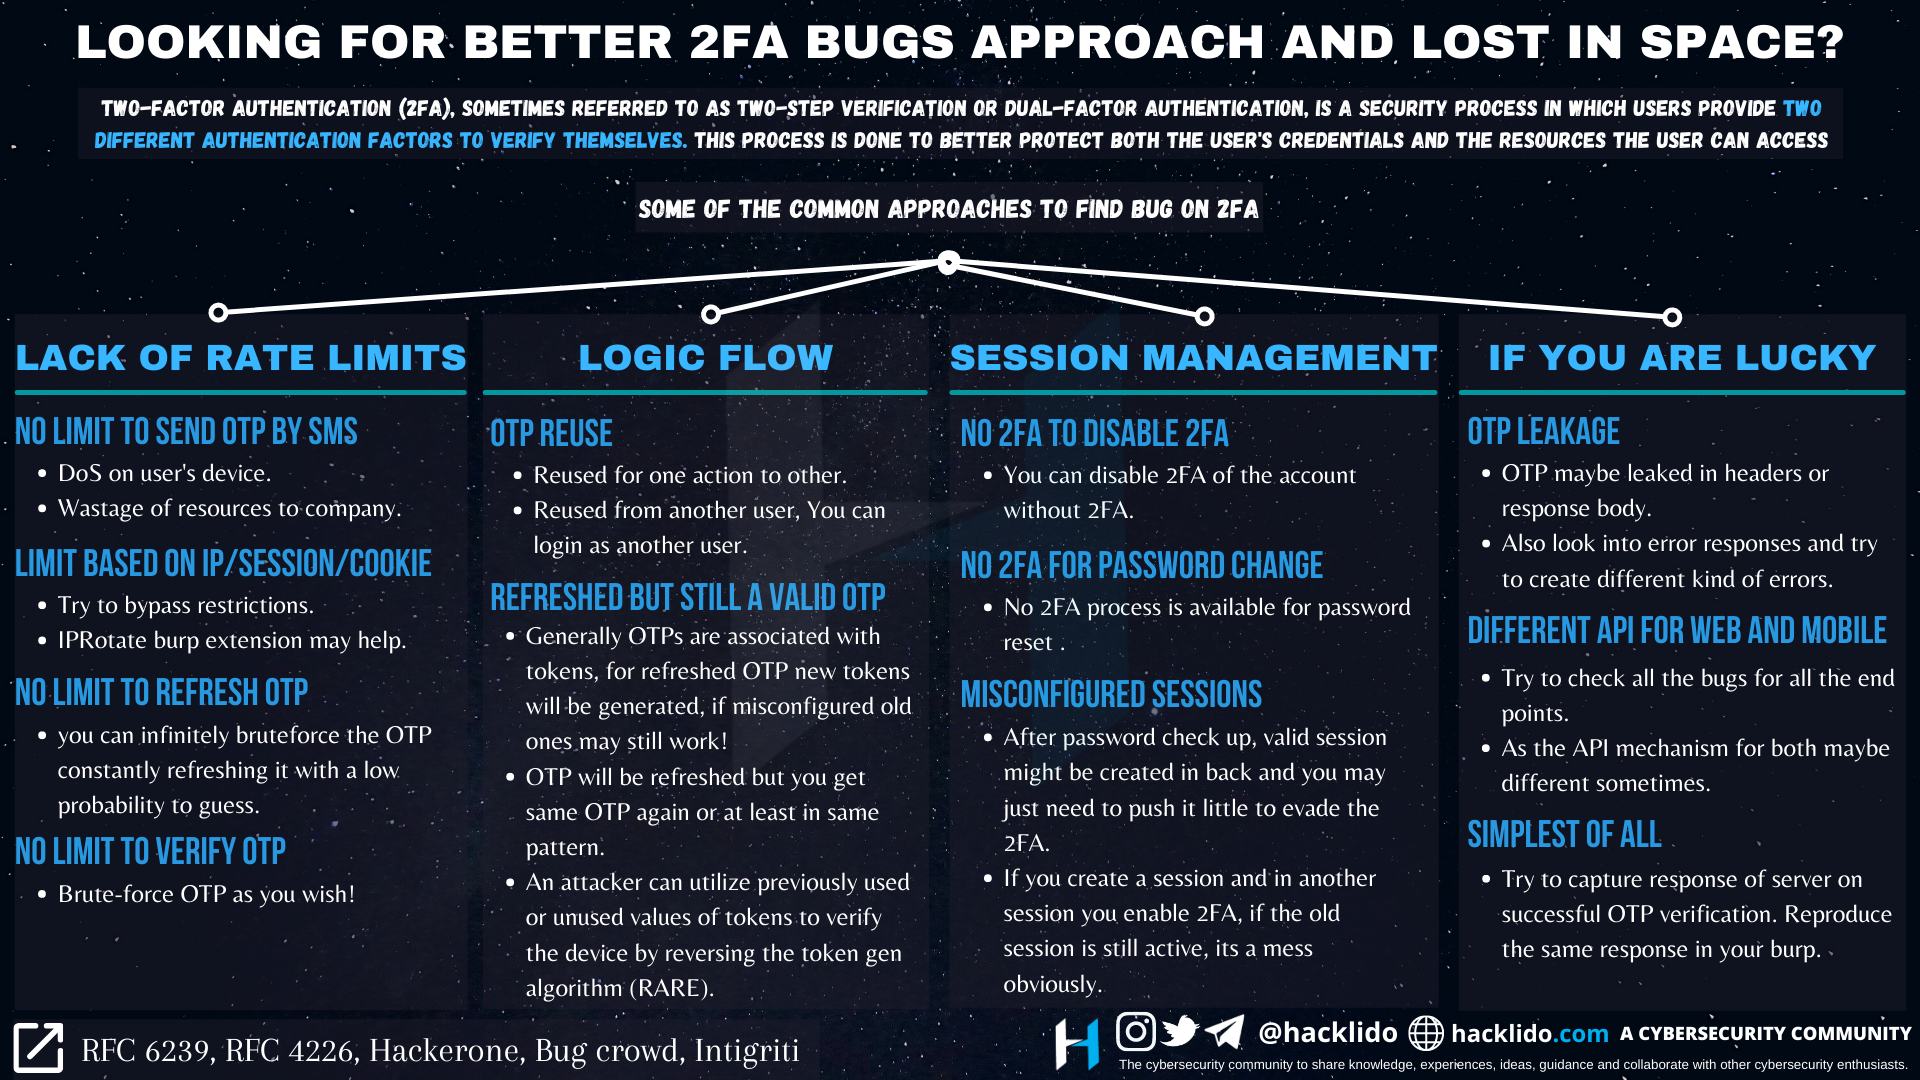 LOOKING FOR BETTER 2FA BUGS APPROACH AND LOST IN SPACE?
TWO-FACTOR AUTHENTICATION (2FA), SOMETIMES REFERRED TO AS TWO-STEP VERIFICATION OR DUAL-FACTOR AUTHENTICATION, IS A SECURITY PROCESS IN WHICH USERS PROVIDE TWO
DIFFERENT AUTHENTICATION FACTORS TO VERIFY THEMSELVES. THIS PROCESS IS DONE TO BETTER PROTECT BOTH THE USER'S CREDENTIALS AND THE RESOURCES THE USER CAN ACCESS
SOME OF THE COMMON APPROACHES TO FIND BUG ON 2FA
LACK OF RATE LIMITS
NO LIMIT TO SEND OTP BY SMS
• DoS on user's device.
• Wastage of resources to company.
LIMIT BASED ON IP/SESSION/COOKIE
• Try to bypass restrictions.
• IPRotate burp extension may help.
NO LIMIT TO REFRESH OTP
• you can infinitely bruteforce the OTP
constantly refreshing it with a low
probability to guess.
NO LIMIT TO VERIFY OTP
• Brute-force OTP as you wish!
LOGIC FLOW
OTP REUSE
• Reused for one action to other.
• Reused from another user, You can
login as another user.
REFRESHED BUT STILL A VALID OTP
• Generally OTPs are associated with
tokens, for refreshed OTP new tokens
will be generated, if misconfigured old
ones may still work!
• OTP will be refreshed but you get
same OTP again or at least in same
pattern.
• An attacker can utilize previously used
or unused values of tokens to verify
the device by reversing the token gen
algorithm (RARE).
SESSION MANAGEMENT
NO 2FA TO DISABLE 2FA
• You can disable 2FA of the account
without 2FA.
NO 2FA FOR PASSWORD CHANGE
• No 2FA process is available for password
reset .
MISCONFIGURED SESSIONS
• After password check up, valid session
might be created in back and you may
just need to push it little to evade the
2FA.
• If you create a session and in another
session you enable 2FA, if the old
session is still active, its a mess
obviously.
IF YOU ARE LUCKY
OTP LEAKAGE
• OTP maybe leaked in headers or
response body.
• Also look into error responses and try
to create different kind of errors.
DIFFERENT API FOR WEB AND MOBILE
• Try to check all the bugs for all the end
points.
• As the API mechanism for both maybe
different sometimes.
SIMPLEST OF ALL
• Try to capture response of server on
successful OTP verification. Reproduce
the same response in your burp.
RFC 6239, RFC 4226, Hackerone, Bug crowd, Intigriti
@hacklido hacklido.com A CYBERSECURITY COMMUNITY
The cybersecurity community to share knowledge, experiences, ideas, guidance and collaborate with other cybersecurity enthusiasts.